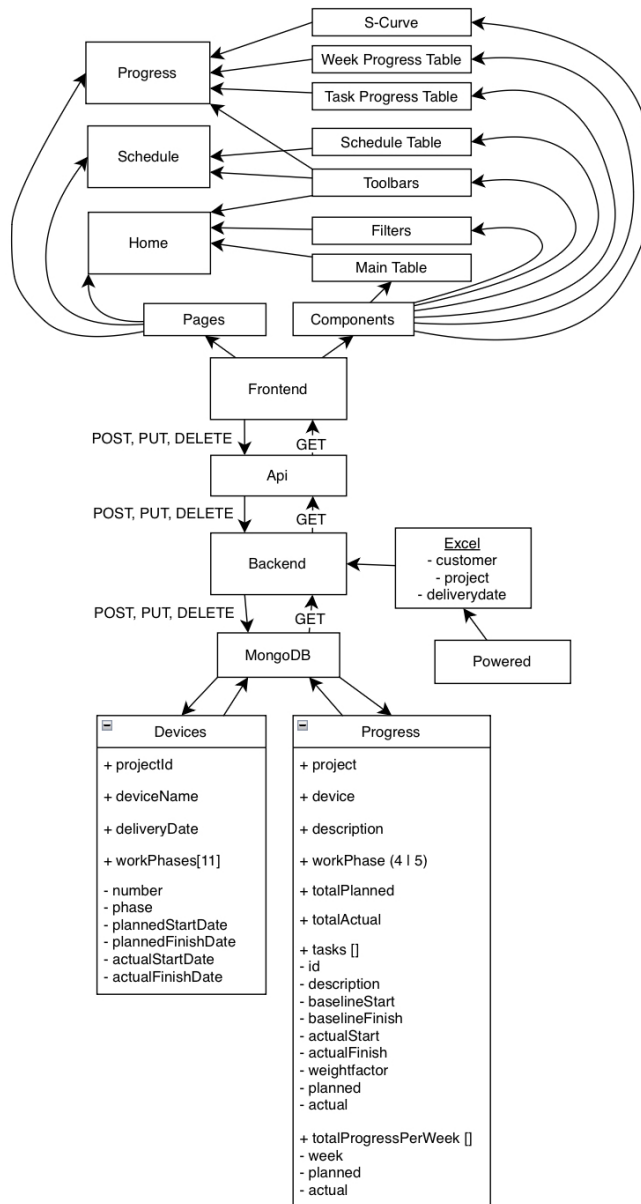 S-Curve
Progress
Week Progress Table
Task Progress Table
Schedule
Schedule Table
Toolbars
Home
Filters
Main Table
Pages
Components
Frontend
POST, PUT, DELETE
GET
Api
POST, PUT, DELETE
GET
Backend
Excel
- customer
- project
- deliverydate
POST, PUT, DELETE
GET
MongoDB
Powered
Devices
+ projectId
+ deviceName
+ deliveryDate
+ workPhases[11]
- number
- phase
- plannedStartDate
- plannedFinishDate
- actualStartDate
- actualFinishDate
Progress
+ project
+ device
+ description
+ workPhase (4 | 5)
+ totalPlanned
+ totalActual
+ tasks []
- id
- description
- baselineStart
- baselineFinish
- actualStart
- actualFinish
- weightfactor
- planned
- actual
+ totalProgressPerWeek []
- week
- planned
- actual